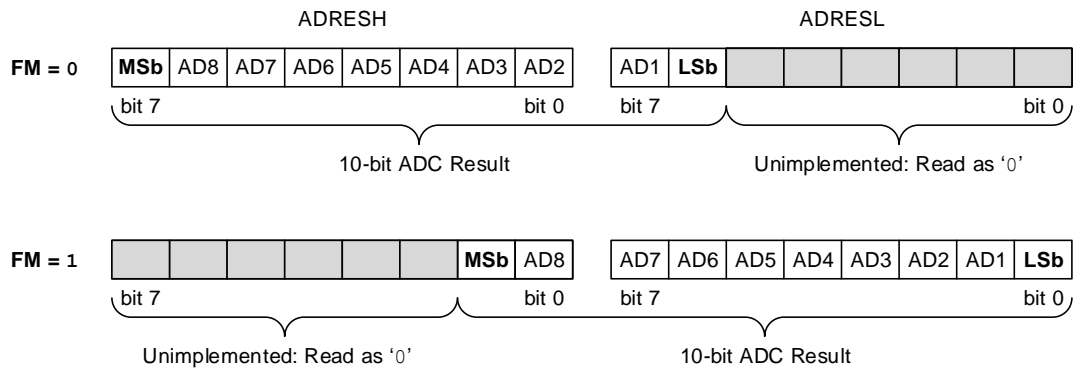 ADRESH ADRESL
FM = 0 MSb AD8 AD7 AD6 AD5 AD4 AD3 AD2 AD1 LSb
bit 7 bit 0 bit 7 bit 0
10-bit ADC Result Unimplemented: Read as ‘0’
FM = 1 MSb AD8 AD7 AD6 AD5 AD4 AD3 AD2 AD1 LSb
bit 7 bit 0 bit 7 bit 0
Unimplemented: Read as ‘0’ 10-bit ADC Result